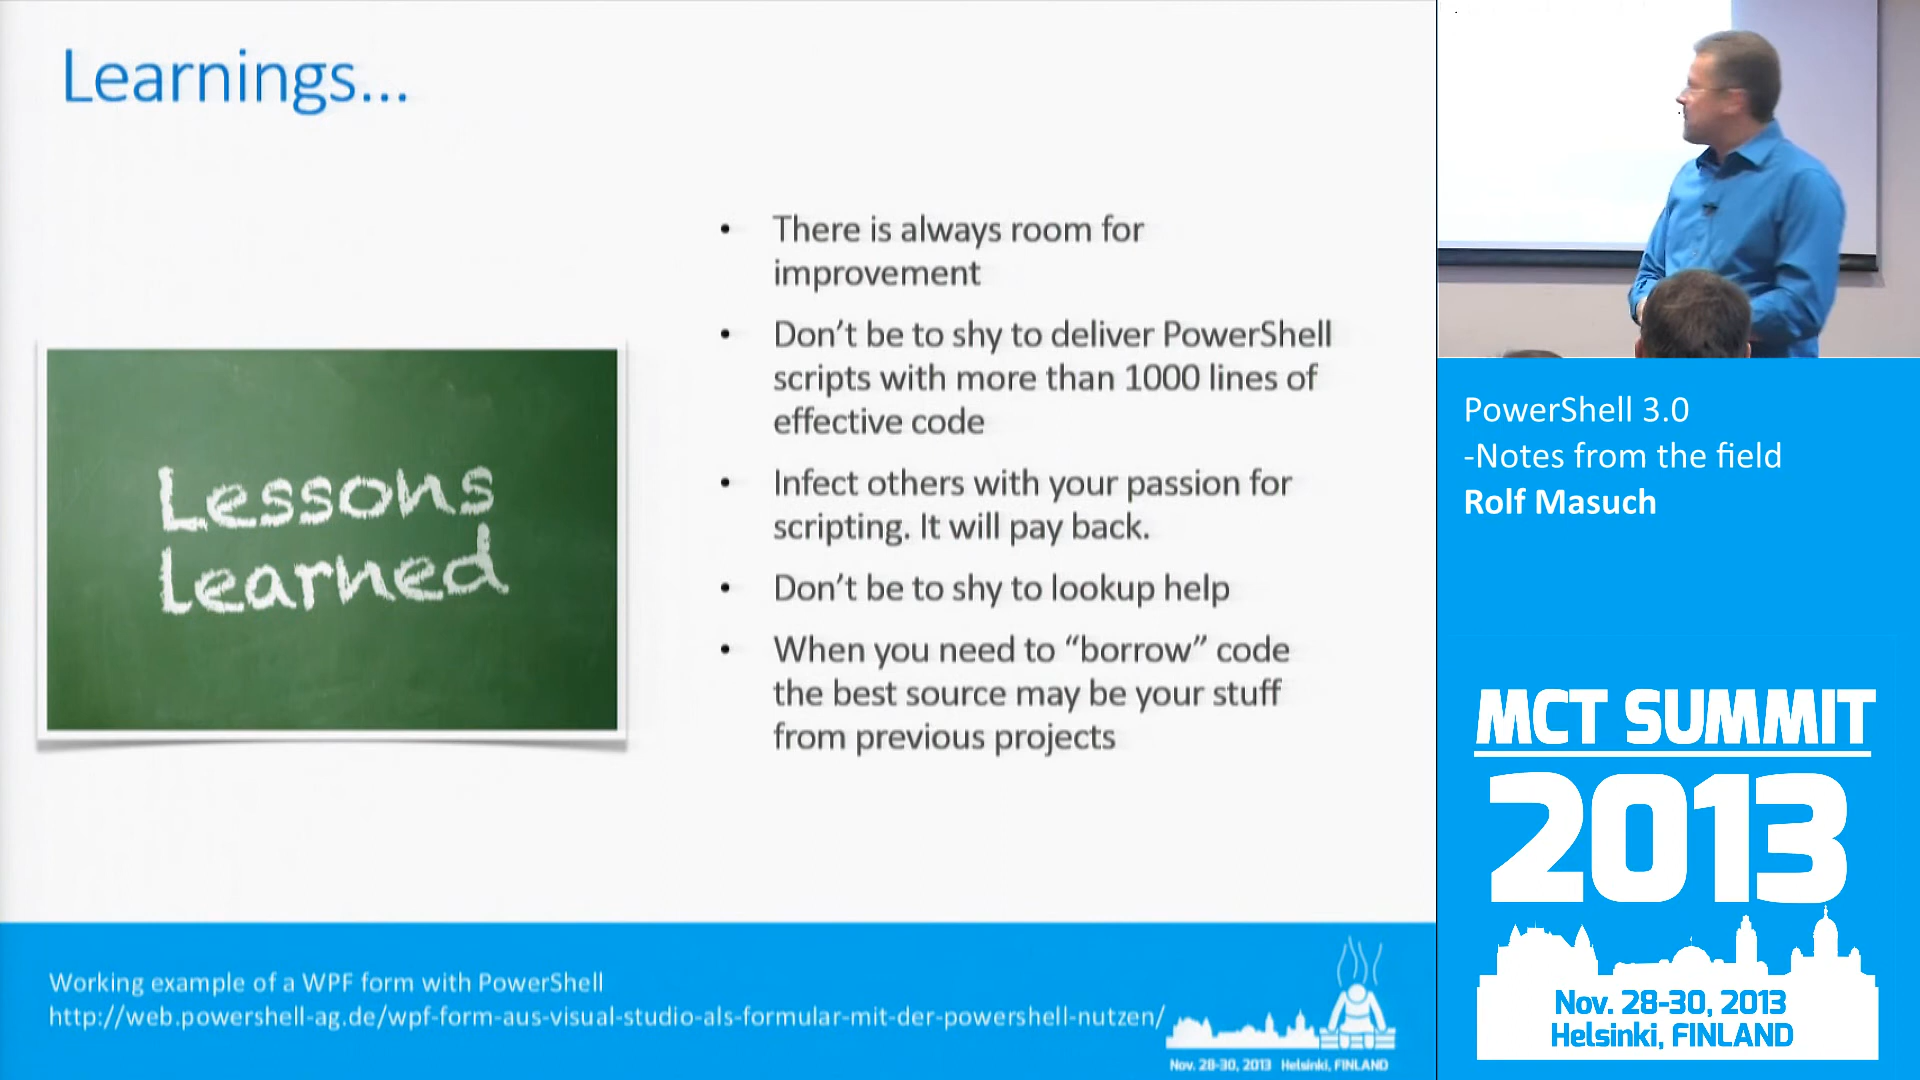 Learnings...
Lessons
Learned
• There is always room for
improvement
• Don't be to shy to deliver PowerShell
scripts with more than 1000 lines of
effective code
• Infect others with your passion for
scripting. It will pay back.
• Don't be to shy to lookup help
• When you need to “borrow” code
the best source may be your stuff
from previous projects
Working example of a WPF form with PowerShell
http://web.powershell-ag.de/wpf-form-aus-visual-studio-als-formular-mit-der-powershell-nutzen/
Nov. 28-30, 2013 Helsinki, FINLAND
PowerShell 3.0
-Notes from the field
Rolf Masuch
MCT SUMMIT
2013
Nov. 28-30, 2013
Helsinki, FINLAND